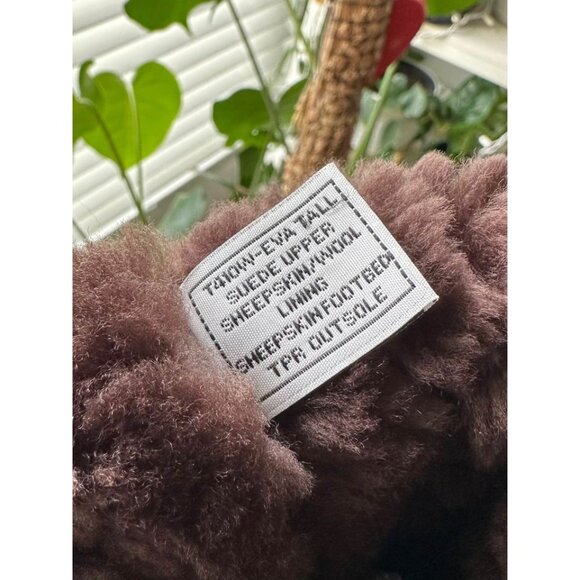 T410W-EVA TALL
SUEDE UPPER
SHEEPSKIN/WOOL
LINING
SHEEPSKIN FOOTBED
TPR OUTSOLE